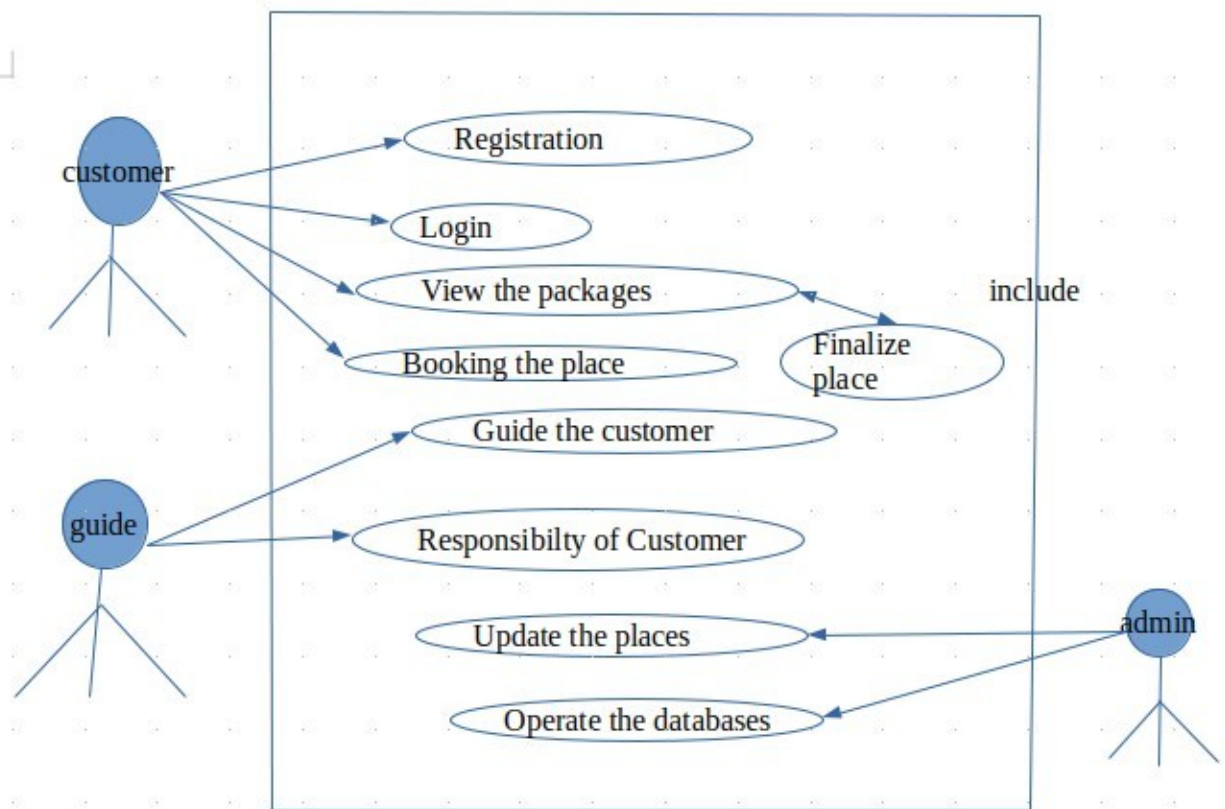 Registration
customer
Login
View the packages
include
Finalize
place
Booking the place
Guide the customer
guide
Responsibilty of Customer
Update the places
admin
Operate the databases